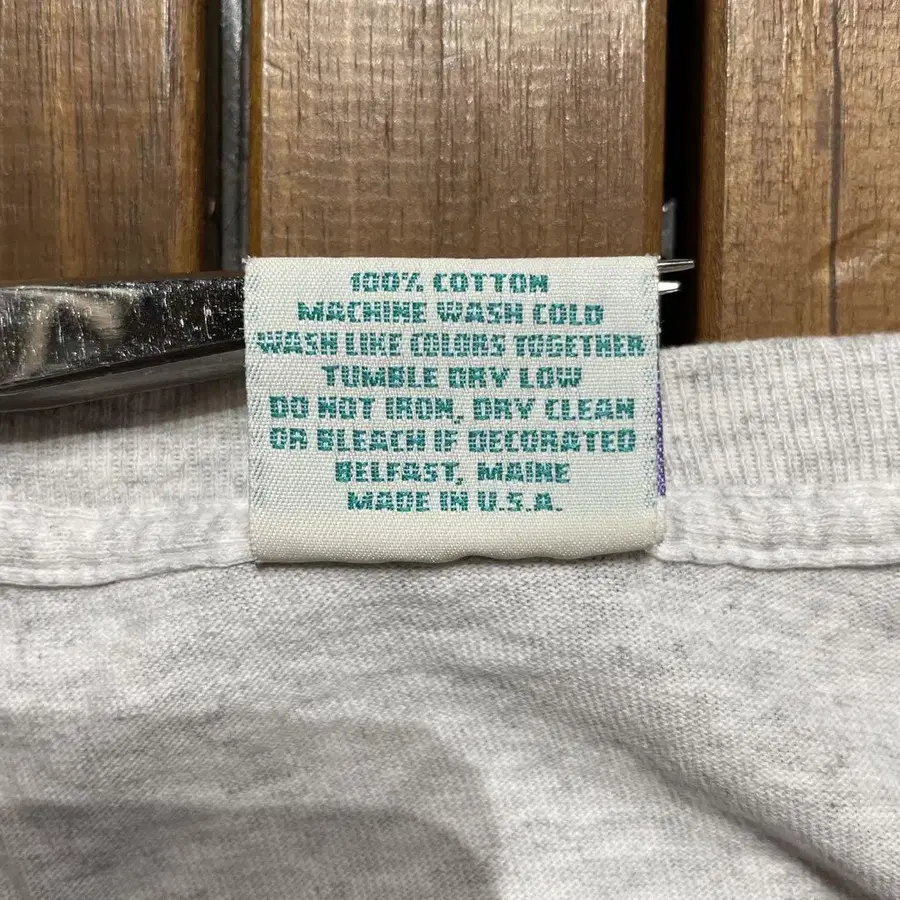 100% COTTON
MACHINE WASH COLD
WASH LIKE COLORS TOGETHER
TUMBLE DRY LOW
DO NOT IRON, DRY CLEAN
OR BLEACH IF DECORATED
BELFAST, MAINE
MADE IN U.S.A.